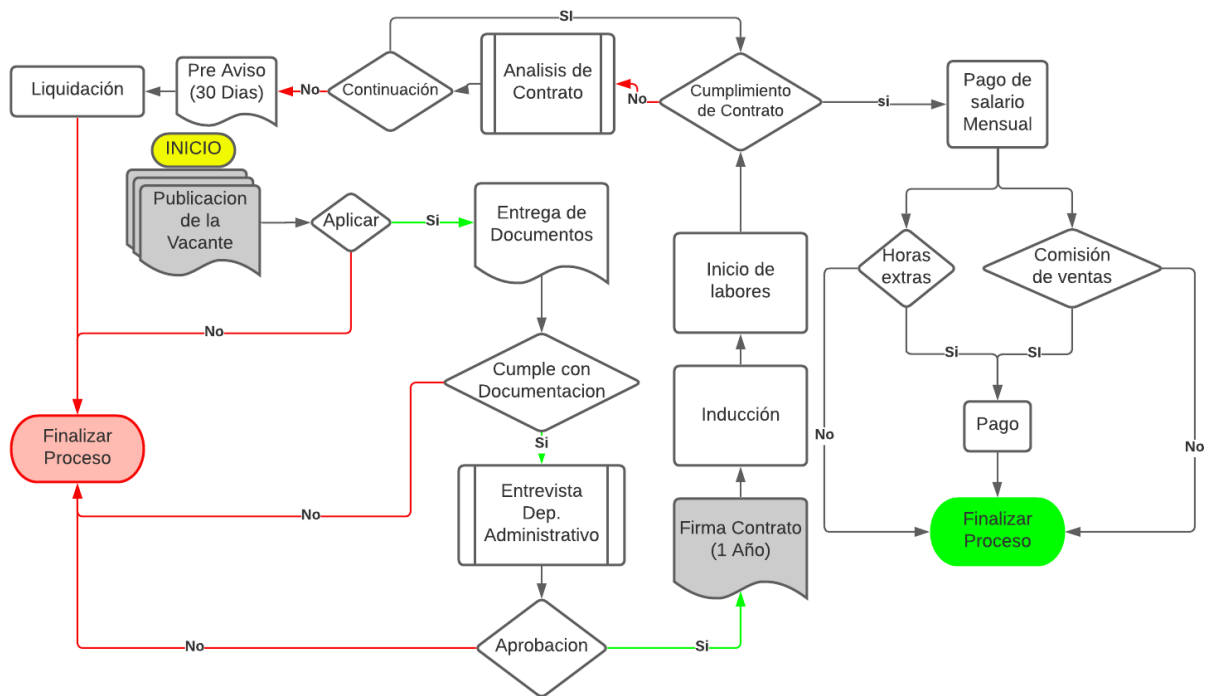 SI
Liquidación
Pre Aviso
(30 Dias)
No
Continuación
Analisis de
Contrato
No
Cumplimiento
de Contrato
si
Pago de
salario
Mensual
INICIO
Publicacion
de la
Vacante
Aplicar
Si
Entrega de
Documentos
Inicio de
labores
Horas
extras
Comisión
de ventas
No
Cumple con
Documentacion
Si
SI
Inducción
Pago
Finalizar
Proceso
Si
No
No
Entrevista
Dep.
Administrativo
No
Firma Contrato
(1 Año)
Finalizar
Proceso
No
Aprobacion
Si